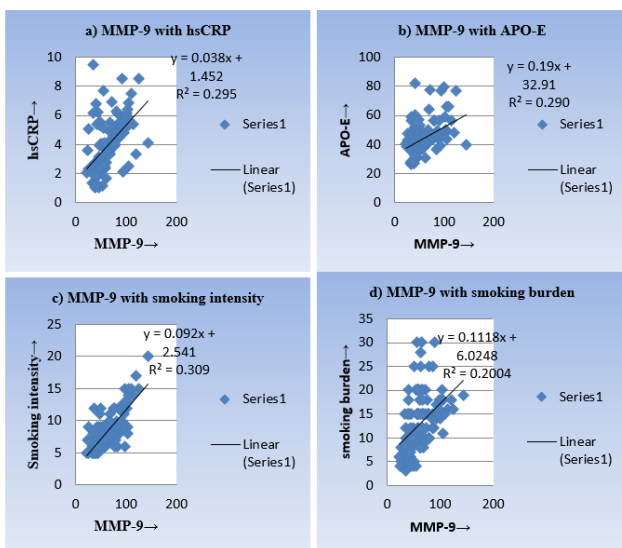 a) MMP-9 with hsCRP
y = 0.038x +
1.452
R² = 0.295
10
8
6
4
2
0
hsCRP→
0 100 200
MMP-9→
Series1
Linear
(Series1)
b) MMP-9 with APO-E
y = 0.19x +
32.91
R² = 0.290
100
80
60
40
20
0
APO-E→
0 100 200
MMP-9→
Series1
Linear
(Series1)
c) MMP-9 with smoking intensity
y = 0.092x +
2.541
R² = 0.309
25
20
15
10
5
0
Smoking intensity→
0 100 200
MMP-9→
Series1
Linear
(Series1)
d) MMP-9 with smoking burden
y = 0.1118x +
6.0248
R² = 0.2004
35
30
25
20
15
10
5
0
smoking burden→
0 100 200
MMP-9→
Series1
Linear
(Series1)